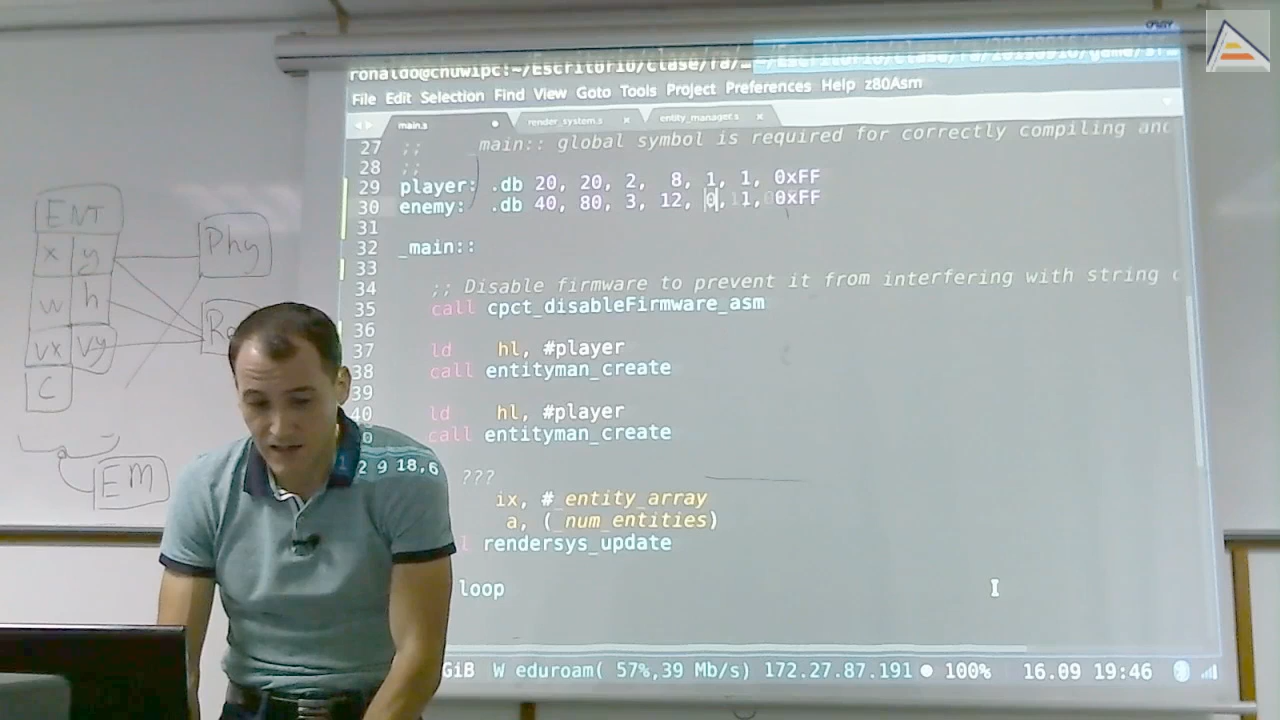 ronaldo@cnuwipc:~/Escritorio/Clase/fa/…
File Edit Selection Find View Goto Tools Project Preferences Help z80Asm
main.s render_system.s entity_manager.s
27 ;; _main:: global symbol is required for correctly compiling and
28 ;;
29 player: .db 20, 20, 2, 8, 1, 1, 0xFF
30 enemy: .db 40, 80, 3, 12, 0, 1, 0xFF
31
32 _main::
33
34 ;; Disable firmware to prevent it from interfering with string
35 call cpct_disableFirmware_asm
36
37 ld hl, #player
38 call entityman_create
39
40 ld hl, #player
call entityman_create
???
ix, #_entity_array
a, (_num_entities)
rendersys_update
loop
GiB W eduroam( 57%,39 Mb/s) 172.27.87.191 100% 16.09 19:46
ENT
x y
w h
vx vy
C
EM
Phy